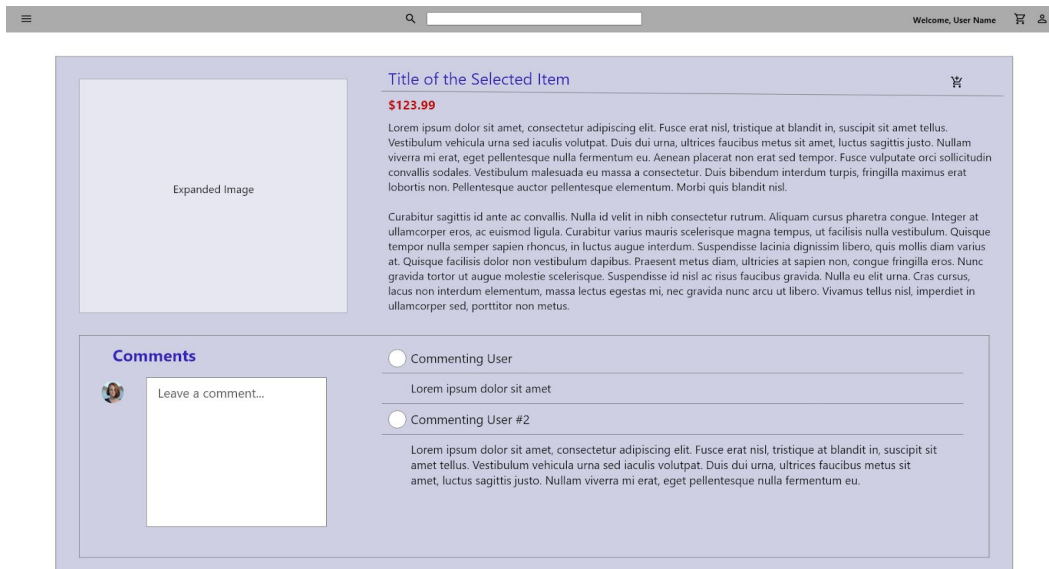 Welcome, User Name
Title of the Selected Item
$123.99
Lorem ipsum dolor sit amet, consectetur adipiscing elit. Fusce erat nisl, tristique at blandit in, suscipit sit amet tellus.
Vestibulum vehicula urna sed iaculis volutpat. Duis dui urna, ultrices faucibus metus sit amet, luctus sagittis justo. Nullam
viverra mi erat, eget pellentesque nulla fermentum eu. Aenean placerat non erat sed tempor. Fusce vulputate orci sollicitudin
convallis sodales. Vestibulum malesuada eu massa a consectetur. Duis bibendum interdum turpis, fringilla maximus erat
lobortis non. Pellentesque auctor pellentesque elementum. Morbi quis blandit nisl.
Expanded Image
Curabitur sagittis id ante ac convallis. Nulla id velit in nibh consectetur rutrum. Aliquam cursus pharetra congue. Integer at
ullamcorper eros, ac euismod ligula. Curabitur varius mauris scelerisque magna tempus, ut facilisis nulla vestibulum. Quisque
tempor nulla semper sapien rhoncus, in luctus augue interdum. Suspendisse lacinia dignissim libero, quis mollis diam varius
at. Quisque facilisis dolor non vestibulum dapibus. Praesent metus diam, ultricies at sapien non, congue fringilla eros. Nunc
gravida tortor ut augue molestie scelerisque. Suspendisse id nisl ac risus faucibus gravida. Nulla eu elit urna. Cras cursus,
lacus non interdum elementum, massa lectus egestas mi, nec gravida nunc arcu ut libero. Vivamus tellus nisl, imperdiet in
ullamcorper sed, porttitor non metus.
Comments
Leave a comment...
Commenting User
Lorem ipsum dolor sit amet
Commenting User #2
Lorem ipsum dolor sit amet, consectetur adipiscing elit. Fusce erat nisl, tristique at blandit in, suscipit sit
amet tellus. Vestibulum vehicula urna sed iaculis volutpat. Duis dui urna, ultrices faucibus metus sit
amet, luctus sagittis justo. Nullam viverra mi erat, eget pellentesque nulla fermentum eu.